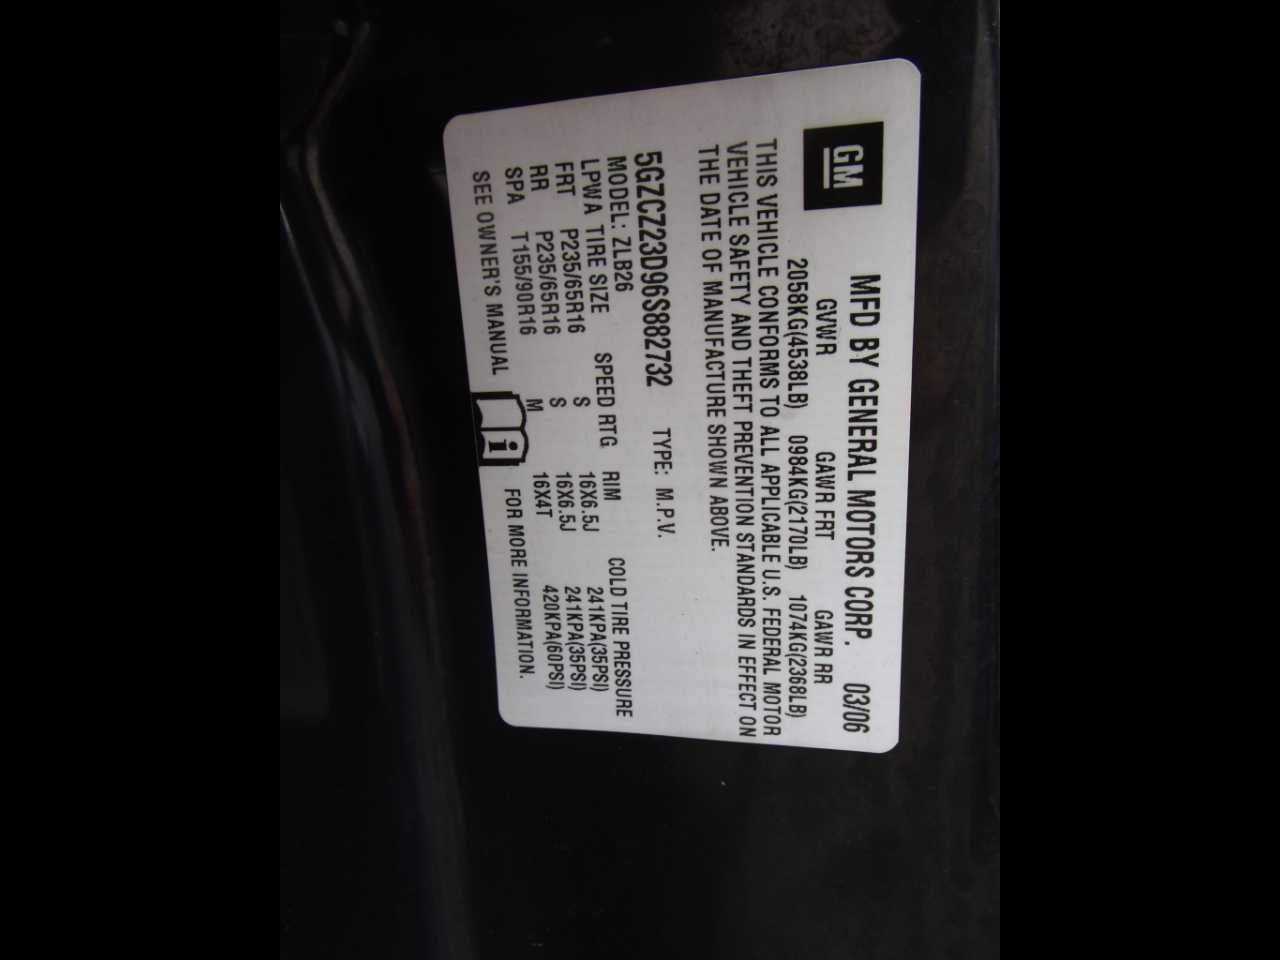 GM
MFD BY GENERAL MOTORS CORP. 03/06
GVWR GAWR FRT GAWR RR
2058KG(4538LB) 0984KG(2170LB) 1074KG(2368LB)
THIS VEHICLE CONFORMS TO ALL APPLICABLE U.S. FEDERAL MOTOR
VEHICLE SAFETY AND THEFT PREVENTION STANDARDS IN EFFECT ON
THE DATE OF MANUFACTURE SHOWN ABOVE.
5GZCZ23D96S882732 TYPE: M.P.V.
MODEL: ZLB26
LPWA TIRE SIZE SPEED RTG RIM COLD TIRE PRESSURE
FRT P235/65R16 S 16X6.5J 241KPA(35PSI)
RR P235/65R16 S 16X6.5J 241KPA(35PSI)
SPA T155/90R16 M 16X4T 420KPA(60PSI)
SEE OWNER'S MANUAL i FOR MORE INFORMATION.